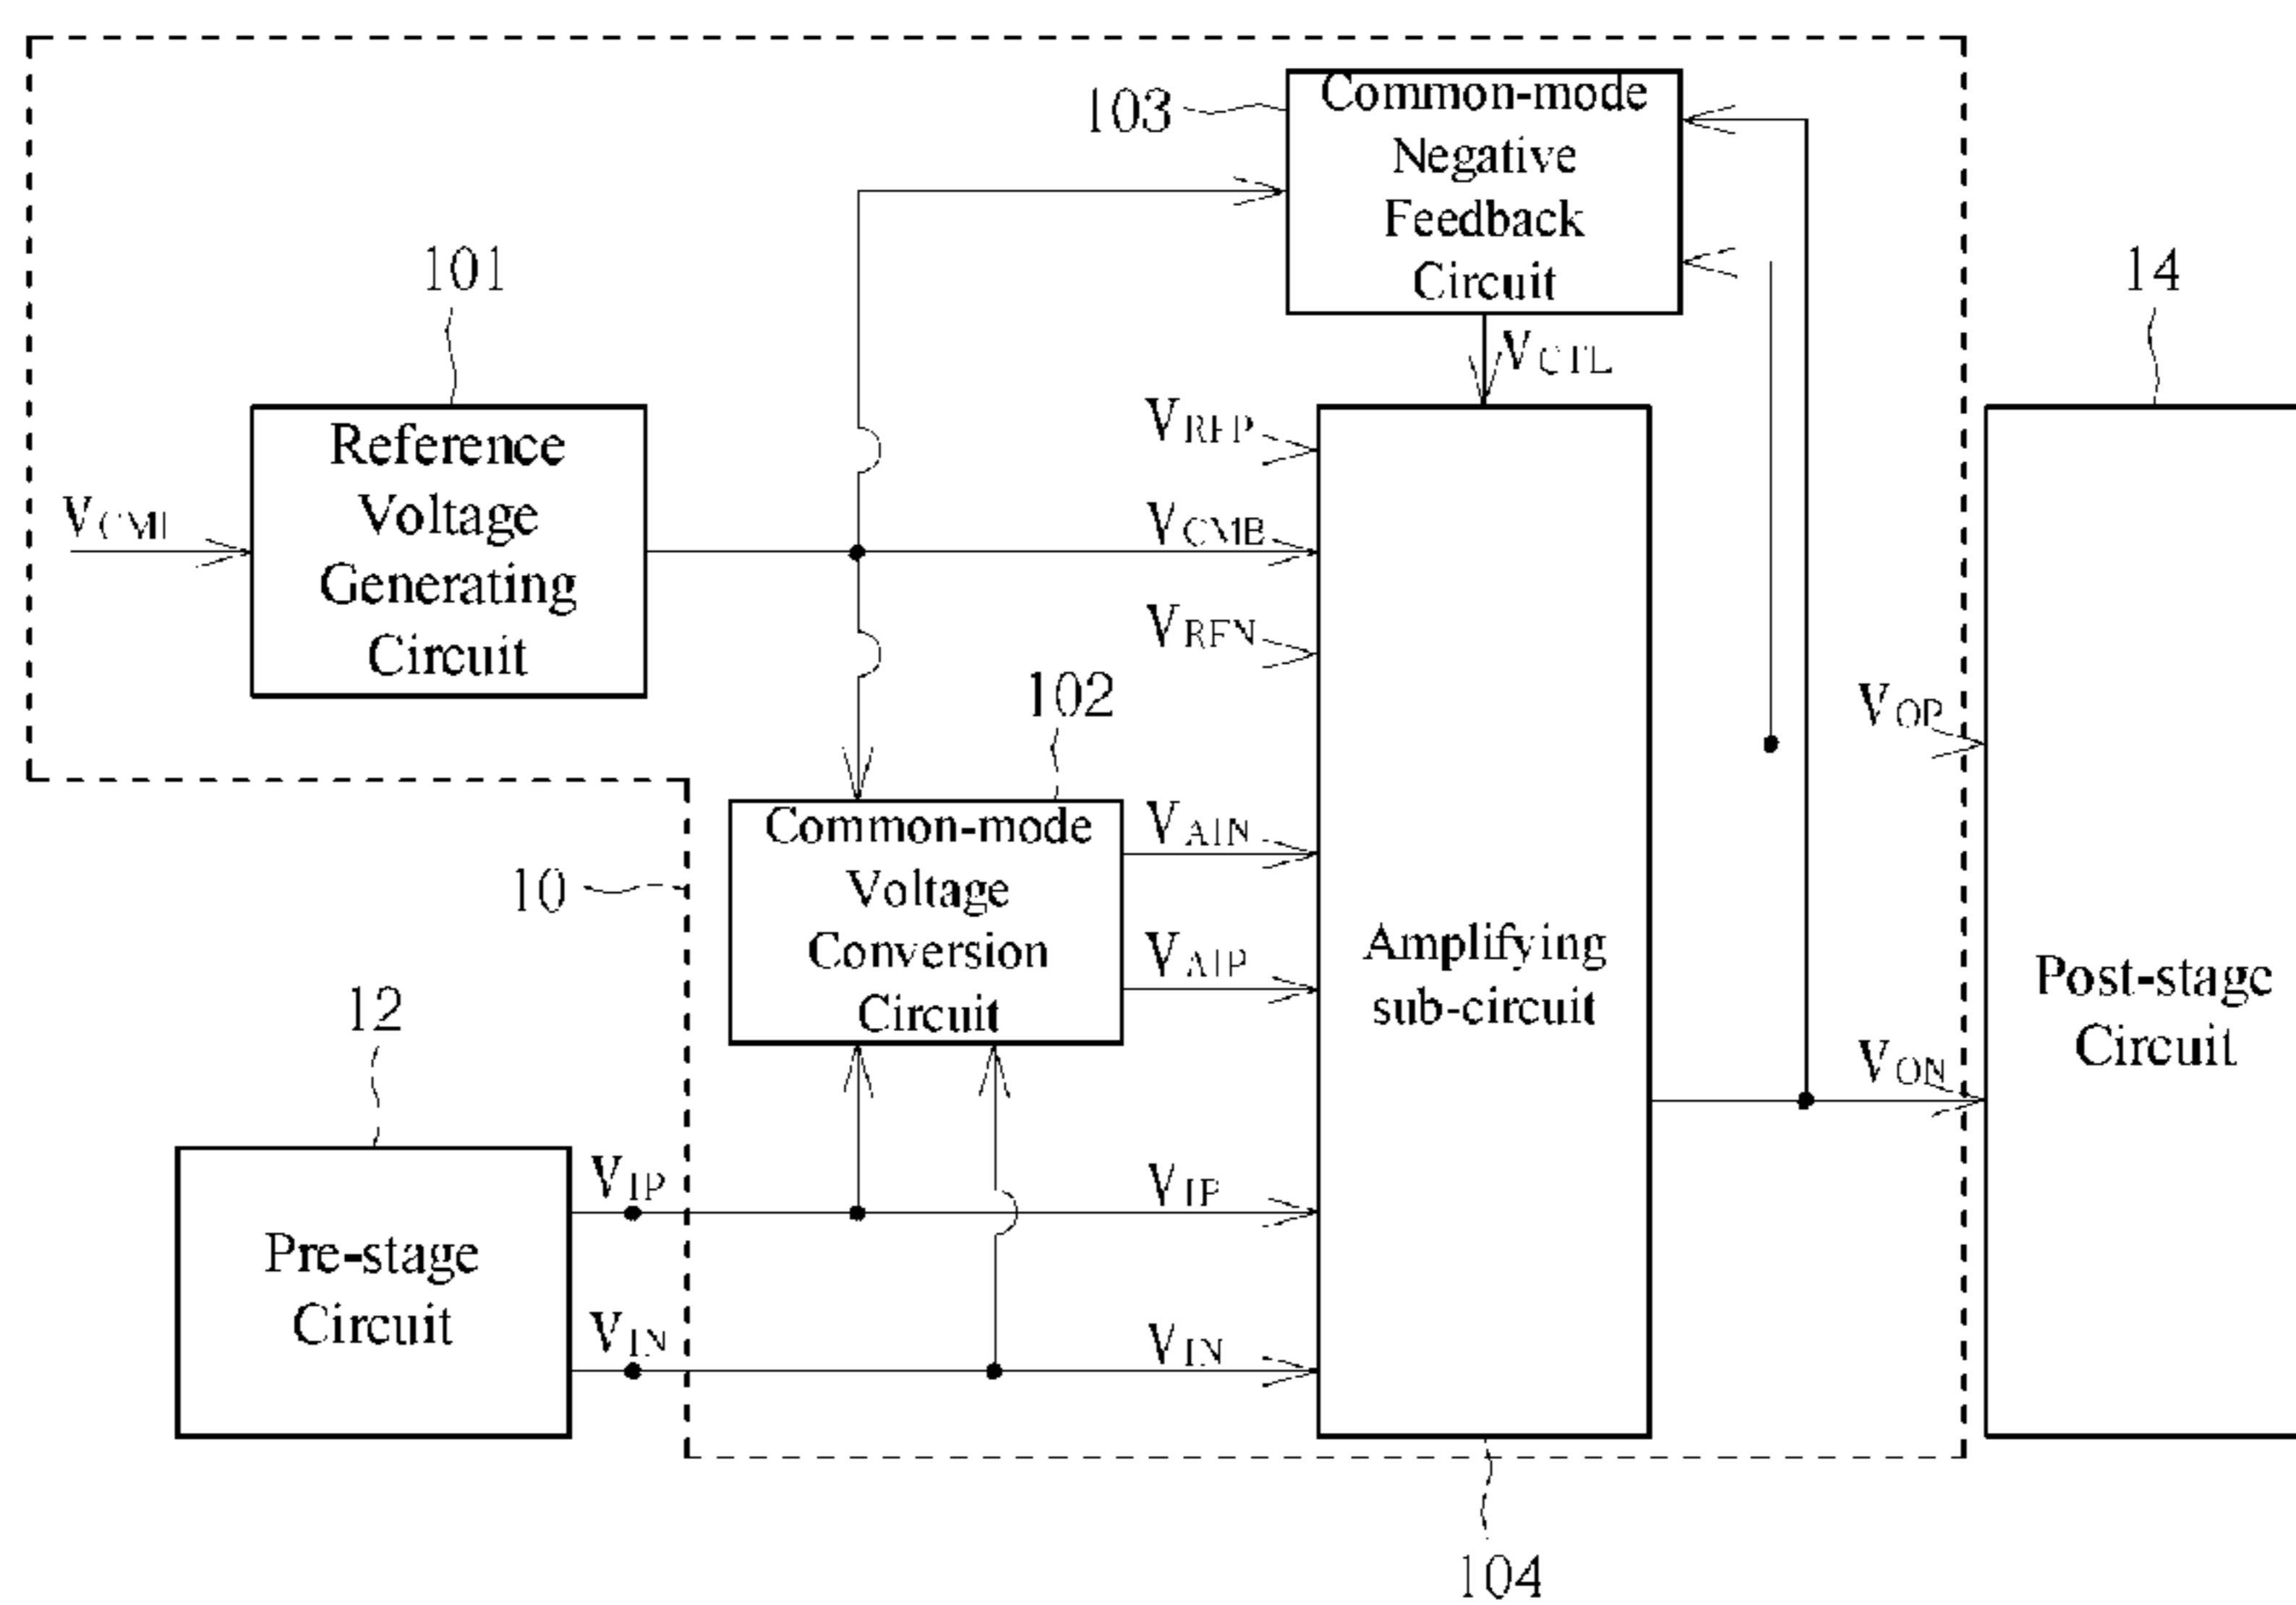 Common-mode
Negative
Feedback
Circuit
103
101
14
VCTL
Reference
Voltage
Generating
Circuit
VCMI
VRFP
VCMB
VRFN
102
VOP
Common-mode
Voltage
Conversion
Circuit
VAIN
VAIP
10
Amplifying
sub-circuit
Post-stage
Circuit
12
VON
VIP
VIP
Pre-stage
Circuit
VIN
VIN
104